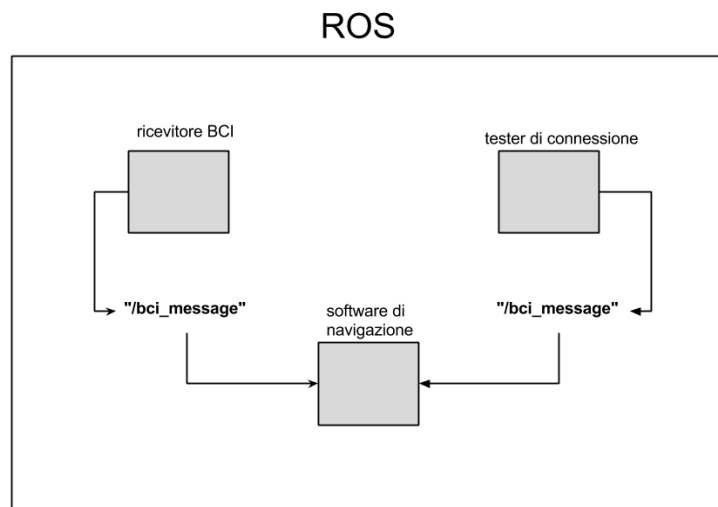 ROS
ricevitore BCI
tester di connessione
"/bci_message"
"/bci_message"
software di
navigazione